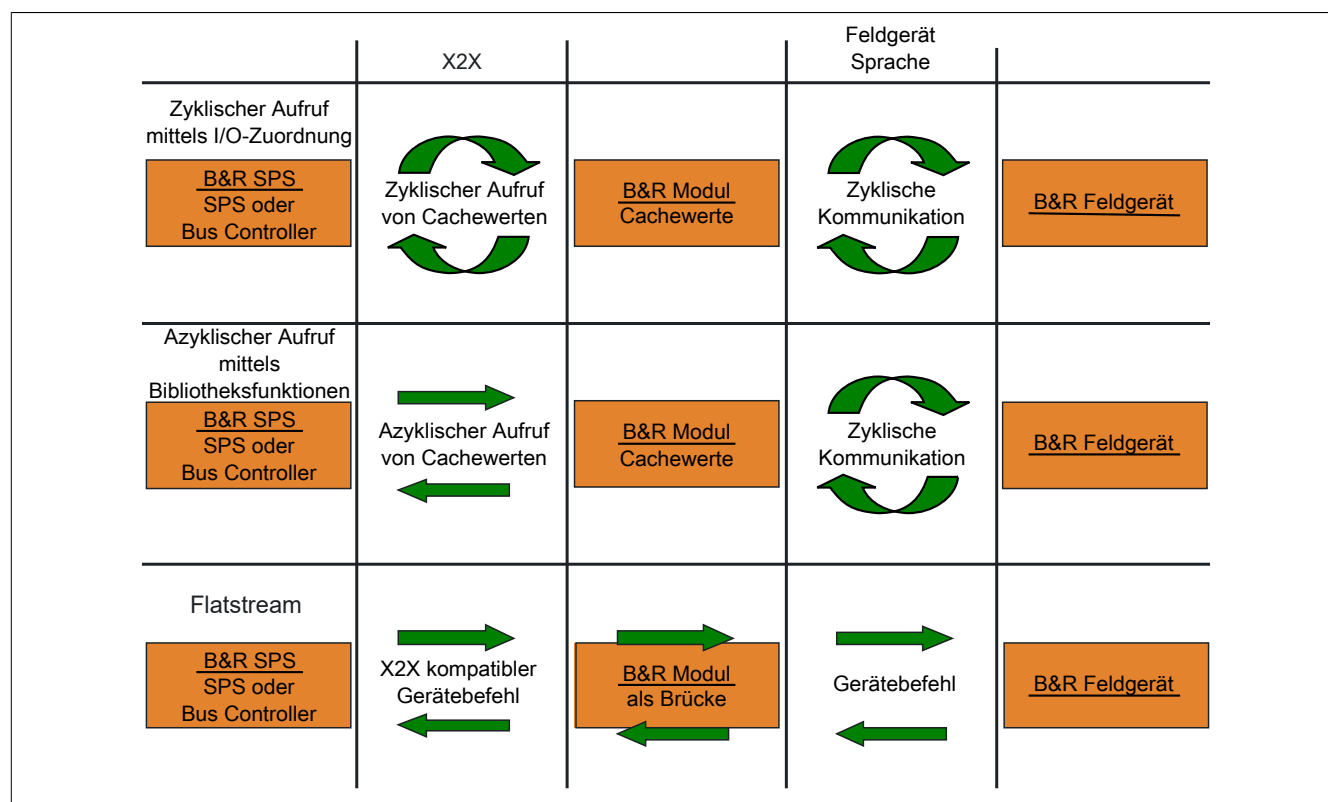 X2X
Feldgerät
Sprache
Zyklischer Aufruf
mittels I/O-Zuordnung
B&R SPS
SPS oder
Bus Controller
Zyklischer Aufruf
von Cachewerten
B&R Modul
Cachewerte
Zyklische
Kommunikation
B&R Feldgerät
Azyklischer Aufruf
mittels
Bibliotheksfunktionen
B&R SPS
SPS oder
Bus Controller
Azyklischer Aufruf
von Cachewerten
B&R Modul
Cachewerte
Zyklische
Kommunikation
B&R Feldgerät
Flatstream
B&R SPS
SPS oder
Bus Controller
X2X kompatibler
Gerätebefehl
B&R Modul
als Brücke
Gerätebefehl
B&R Feldgerät